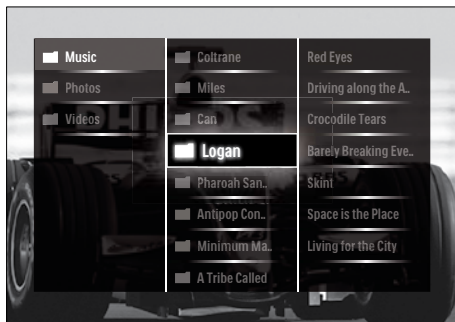 Music
Photos
Videos
Coltrane
Miles
Can
Logan
Pharoah San..
Antipop Con..
Minimum Ma..
A Tribe Called
Red Eyes
Driving along the A..
Crocodile Tears
Barely Breaking Eve..
Skint
Space is the Place
Living for the City
PHILIPS